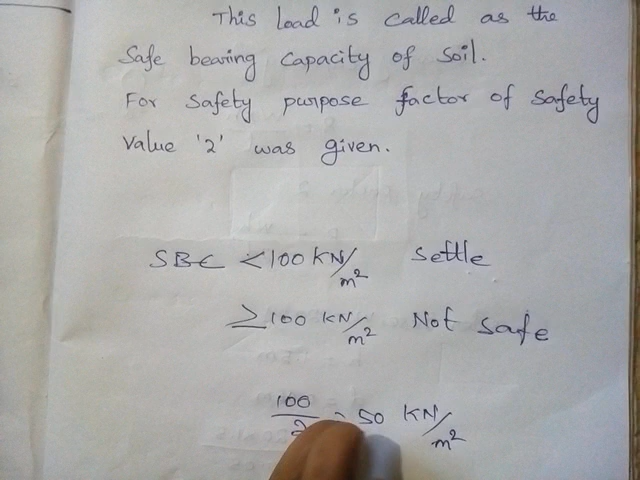 This load is called as the
Safe bearing capacity of soil.
For safety purpose factor of safety
value '2' was given.
SBC < 100 KN/m² settle
≥ 100 KN/m² Not safe
100/2 = 50 KN/m²